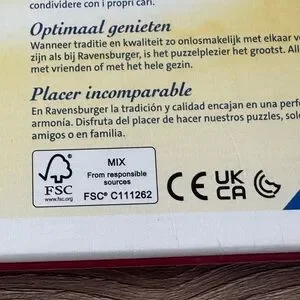 condividere con i propri cari.
Optimaal genieten
Wanneer traditie en kwaliteit zo onlosmakelijk met elkaar v
zijn als bij Ravensburger, is het puzzelplezier het grootst. All
met vrienden of met het hele gezin.
Placer incomparable
En Ravensburger la tradición y calidad encajan en una perfe
armonía. Disfruta del placer de hacer nuestros puzzles, solo
amigos o en familia.
FSC
www.fsc.org
MIX
From responsible
sources
FSC® C111262
CE UK
CA